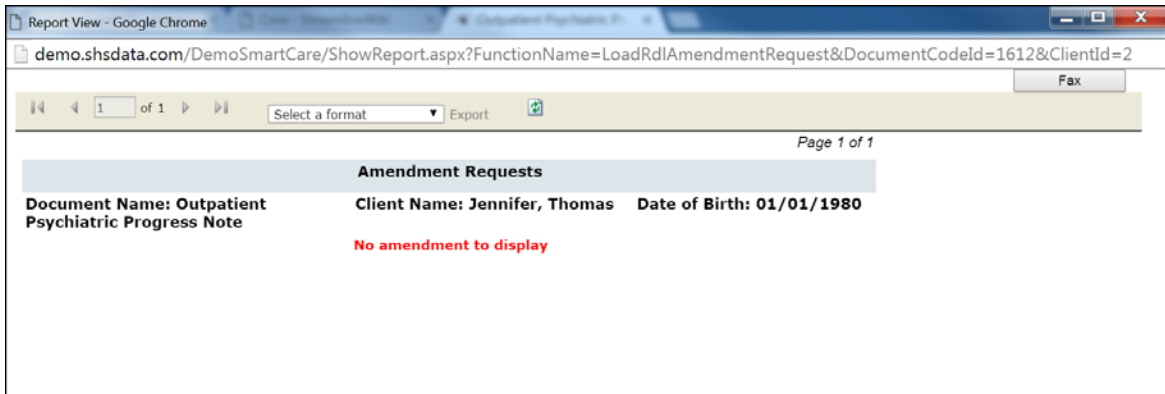 Report View - Google Chrome
demo.shsdata.com/DemoSmartCare/ShowReport.aspx?FunctionName=LoadRdlAmendmentRequest&DocumentCodeId=1612&ClientId=2
Fax
1 of 1 Select a format Export
Page 1 of 1
Amendment Requests
Document Name: Outpatient Client Name: Jennifer, Thomas Date of Birth: 01/01/1980
Psychiatric Progress Note
No amendment to display